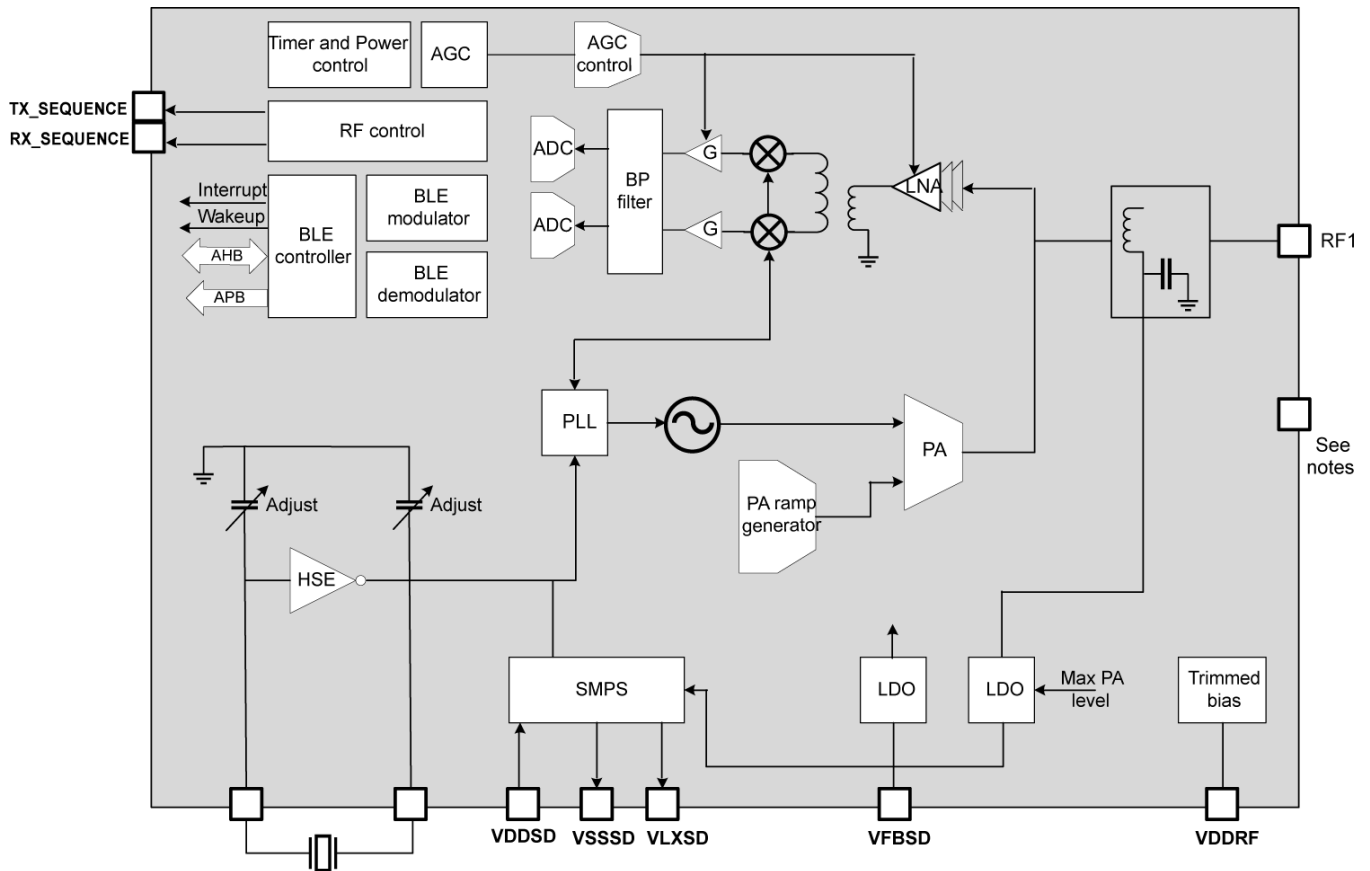 Timer and Power
control
AGC
AGC
control
TX_SEQUENCE
RX_SEQUENCE
RF control
ADC
ADC
BP
filter
G
G
LNA
Interrupt
Wakeup
AHB
APB
BLE
controller
BLE
modulator
BLE
demodulator
RF1
See
notes
PLL
PA
PA ramp
generator
Adjust
Adjust
HSE
SMPS
LDO
LDO
Max PA
level
Trimmed
bias
VDDSD
VSSSD
VLXSD
VFBSD
VDDRF